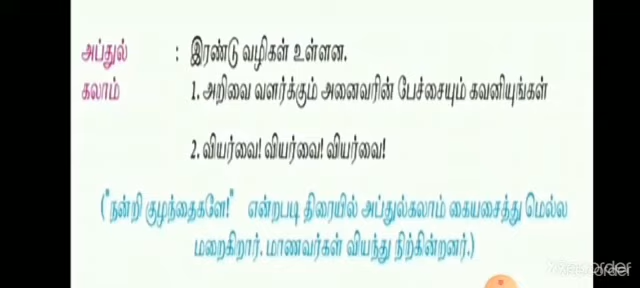 அப்துல் : இரண்டு வழிகள் உள்ளன.
கலாம் 1. அறிவை வளர்க்கும் அனைவரின் பேச்சையும் கவனியுங்கள்
2. வியர்வை! வியர்வை! வியர்வை!
("நன்றி குழந்தைகளே!" என்றபடி திரையில் அப்துல்கலாம் கையசைத்து மெல்ல
மறைகிறார். மாணவர்கள் வியந்து நிற்கின்றனர்.)